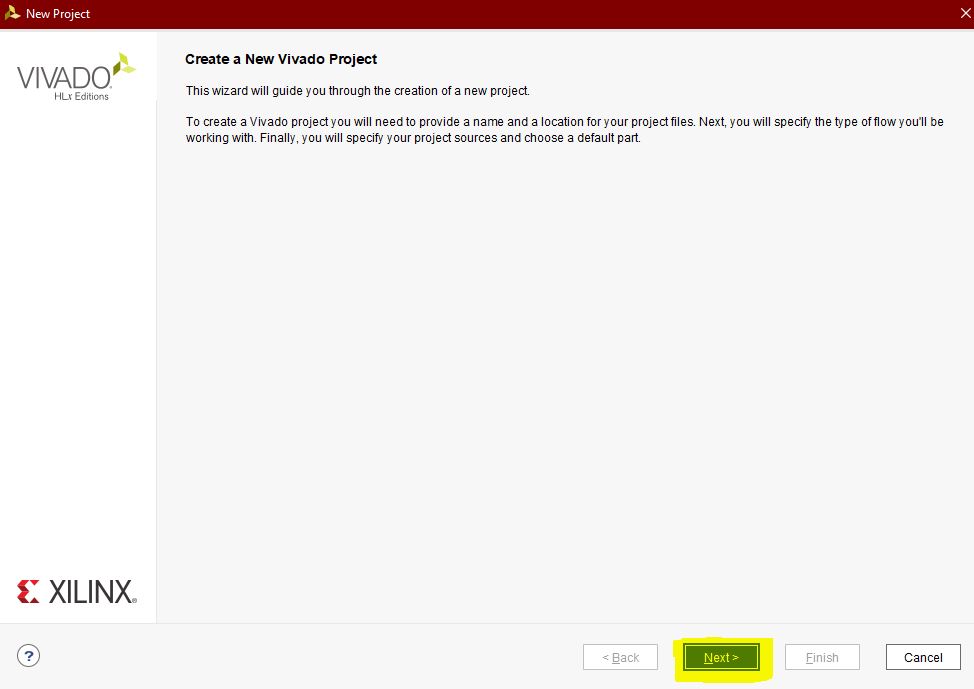 New Project
VIVADO
HLx Editions
Create a New Vivado Project
This wizard will guide you through the creation of a new project.
To create a Vivado project you will need to provide a name and a location for your project files. Next, you will specify the type of flow you'll be
working with. Finally, you will specify your project sources and choose a default part.
XILINX®
?
< Back
Next >
Finish
Cancel